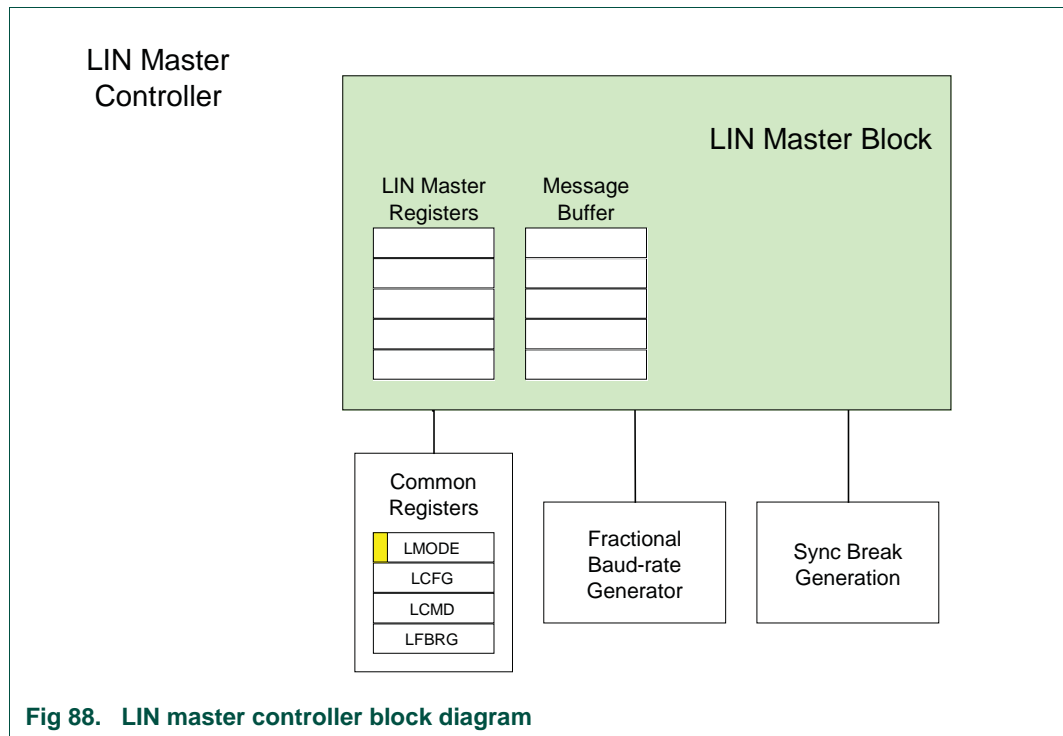 LIN Master
Controller
LIN Master Block
LIN Master
Registers
Message
Buffer
Common
Registers
LMODE
LCFG
LCMD
LFBRG
Fractional
Baud-rate
Generator
Sync Break
Generation
Fig 88. LIN master controller block diagram